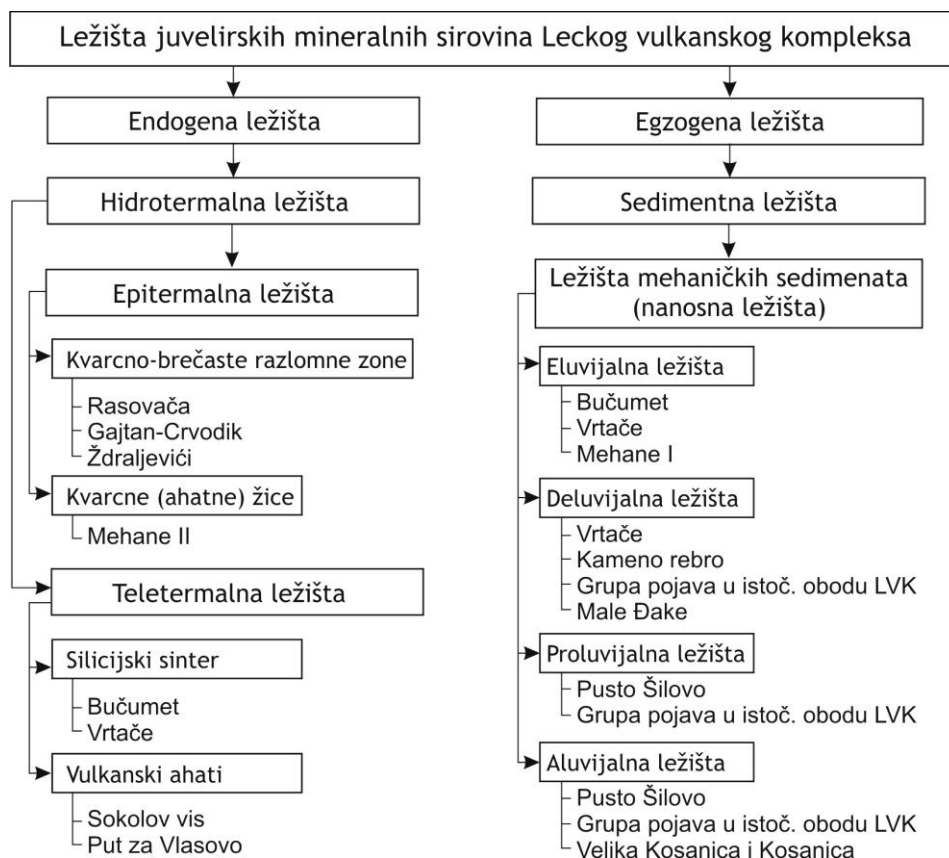 Ležišta juvelirskih mineralnih sirovina Leckog vulkanskog kompleksa
Endogena ležišta
Hidrotermalna ležišta
Epitermalna ležišta
Kvarcno-brečaste razlomne zone
Rasovača
Gajtan-Crvodik
Ždraljevići
Kvarcne (ahatne) žice
Mehane II
Teletermalna ležišta
Silicijski sinter
Bučumet
Vrtače
Vulkanski ahati
Sokolov vis
Put za Vlasovo
Egzogena ležišta
Sedimentna ležišta
Ležišta mehaničkih sedimenata
(nanosna ležišta)
Eluvijalna ležišta
Bučumet
Vrtače
Mehane I
Deluvijalna ležišta
Vrtače
Kameno rebro
Grupa pojava u istoč. obodu LVK
Male Đake
Proluvijalna ležišta
Pusto Šilovo
Grupa pojava u istoč. obodu LVK
Aluvijalna ležišta
Pusto Šilovo
Grupa pojava u istoč. obodu LVK
Velika Kosanica i Kosanica